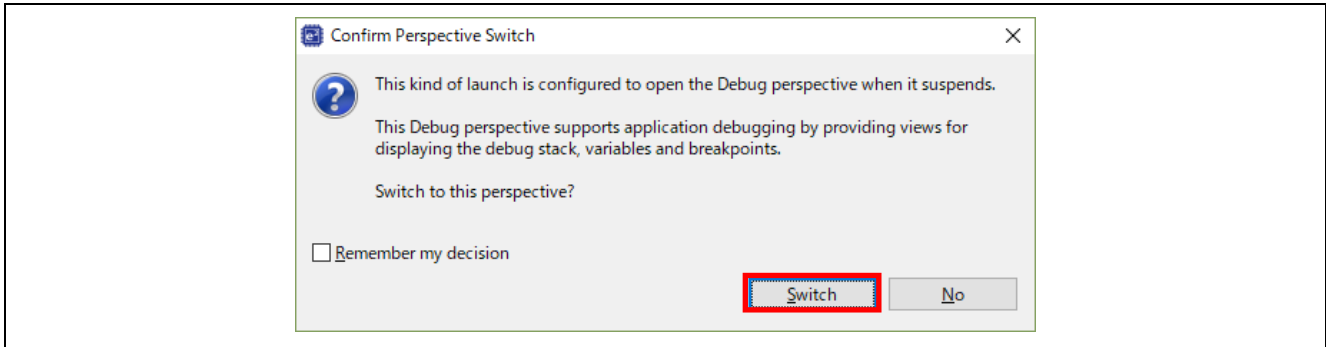 Confirm Perspective Switch
This kind of launch is configured to open the Debug perspective when it suspends.
This Debug perspective supports application debugging by providing views for
displaying the debug stack, variables and breakpoints.
Switch to this perspective?
Remember my decision
Switch
No